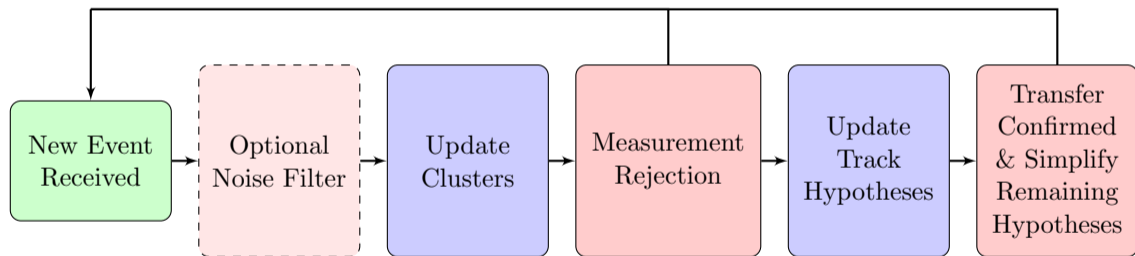 New Event
Received
Optional
Noise Filter
Update
Clusters
Measurement
Rejection
Update
Track
Hypotheses
Transfer
Confirmed
& Simplify
Remaining
Hypotheses